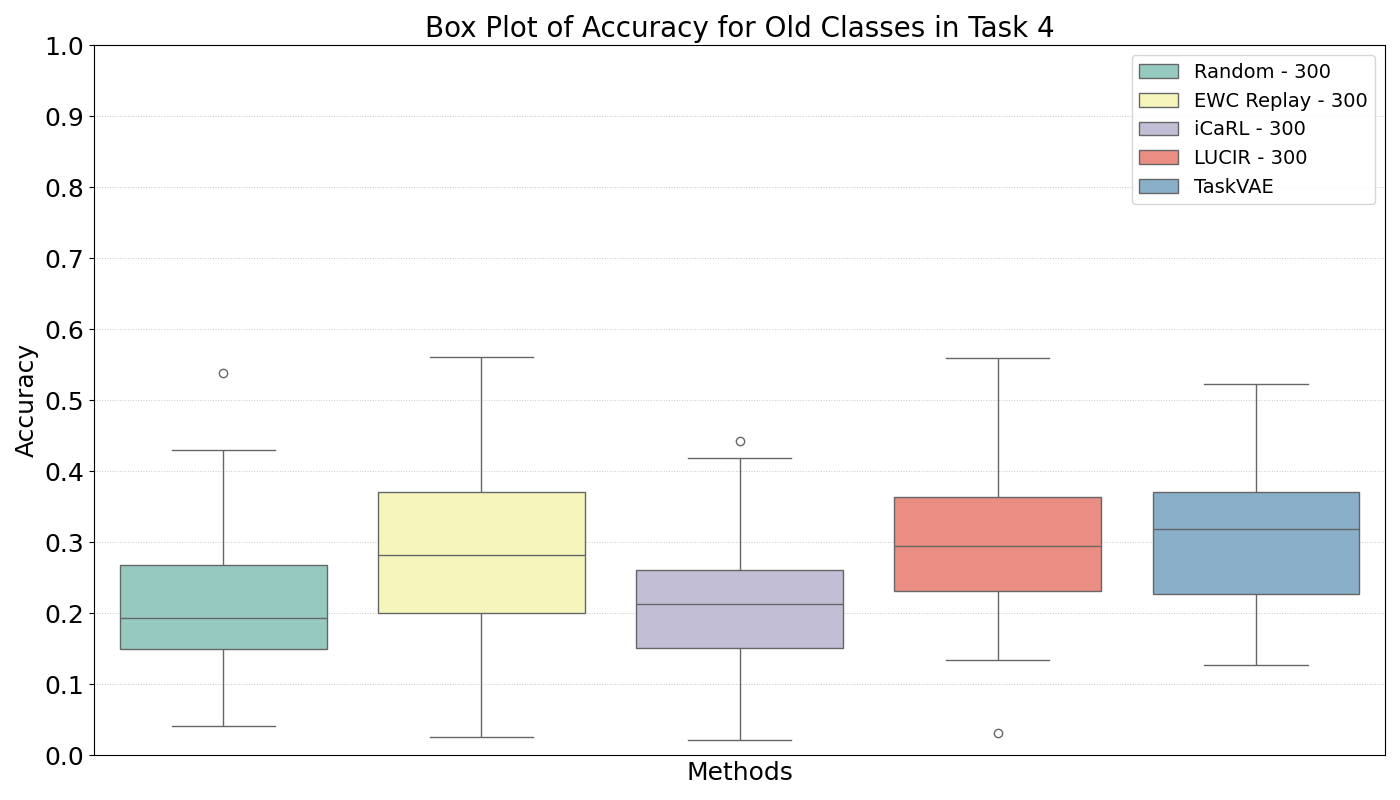 Box Plot of Accuracy for Old Classes in Task 4
1.0
0.9
0.8
0.7
0.6
0.5
0.4
0.3
0.2
0.1
0.0
Accuracy
Methods
Random - 300
EWC Replay - 300
iCaRL - 300
LUCIR - 300
TaskVAE